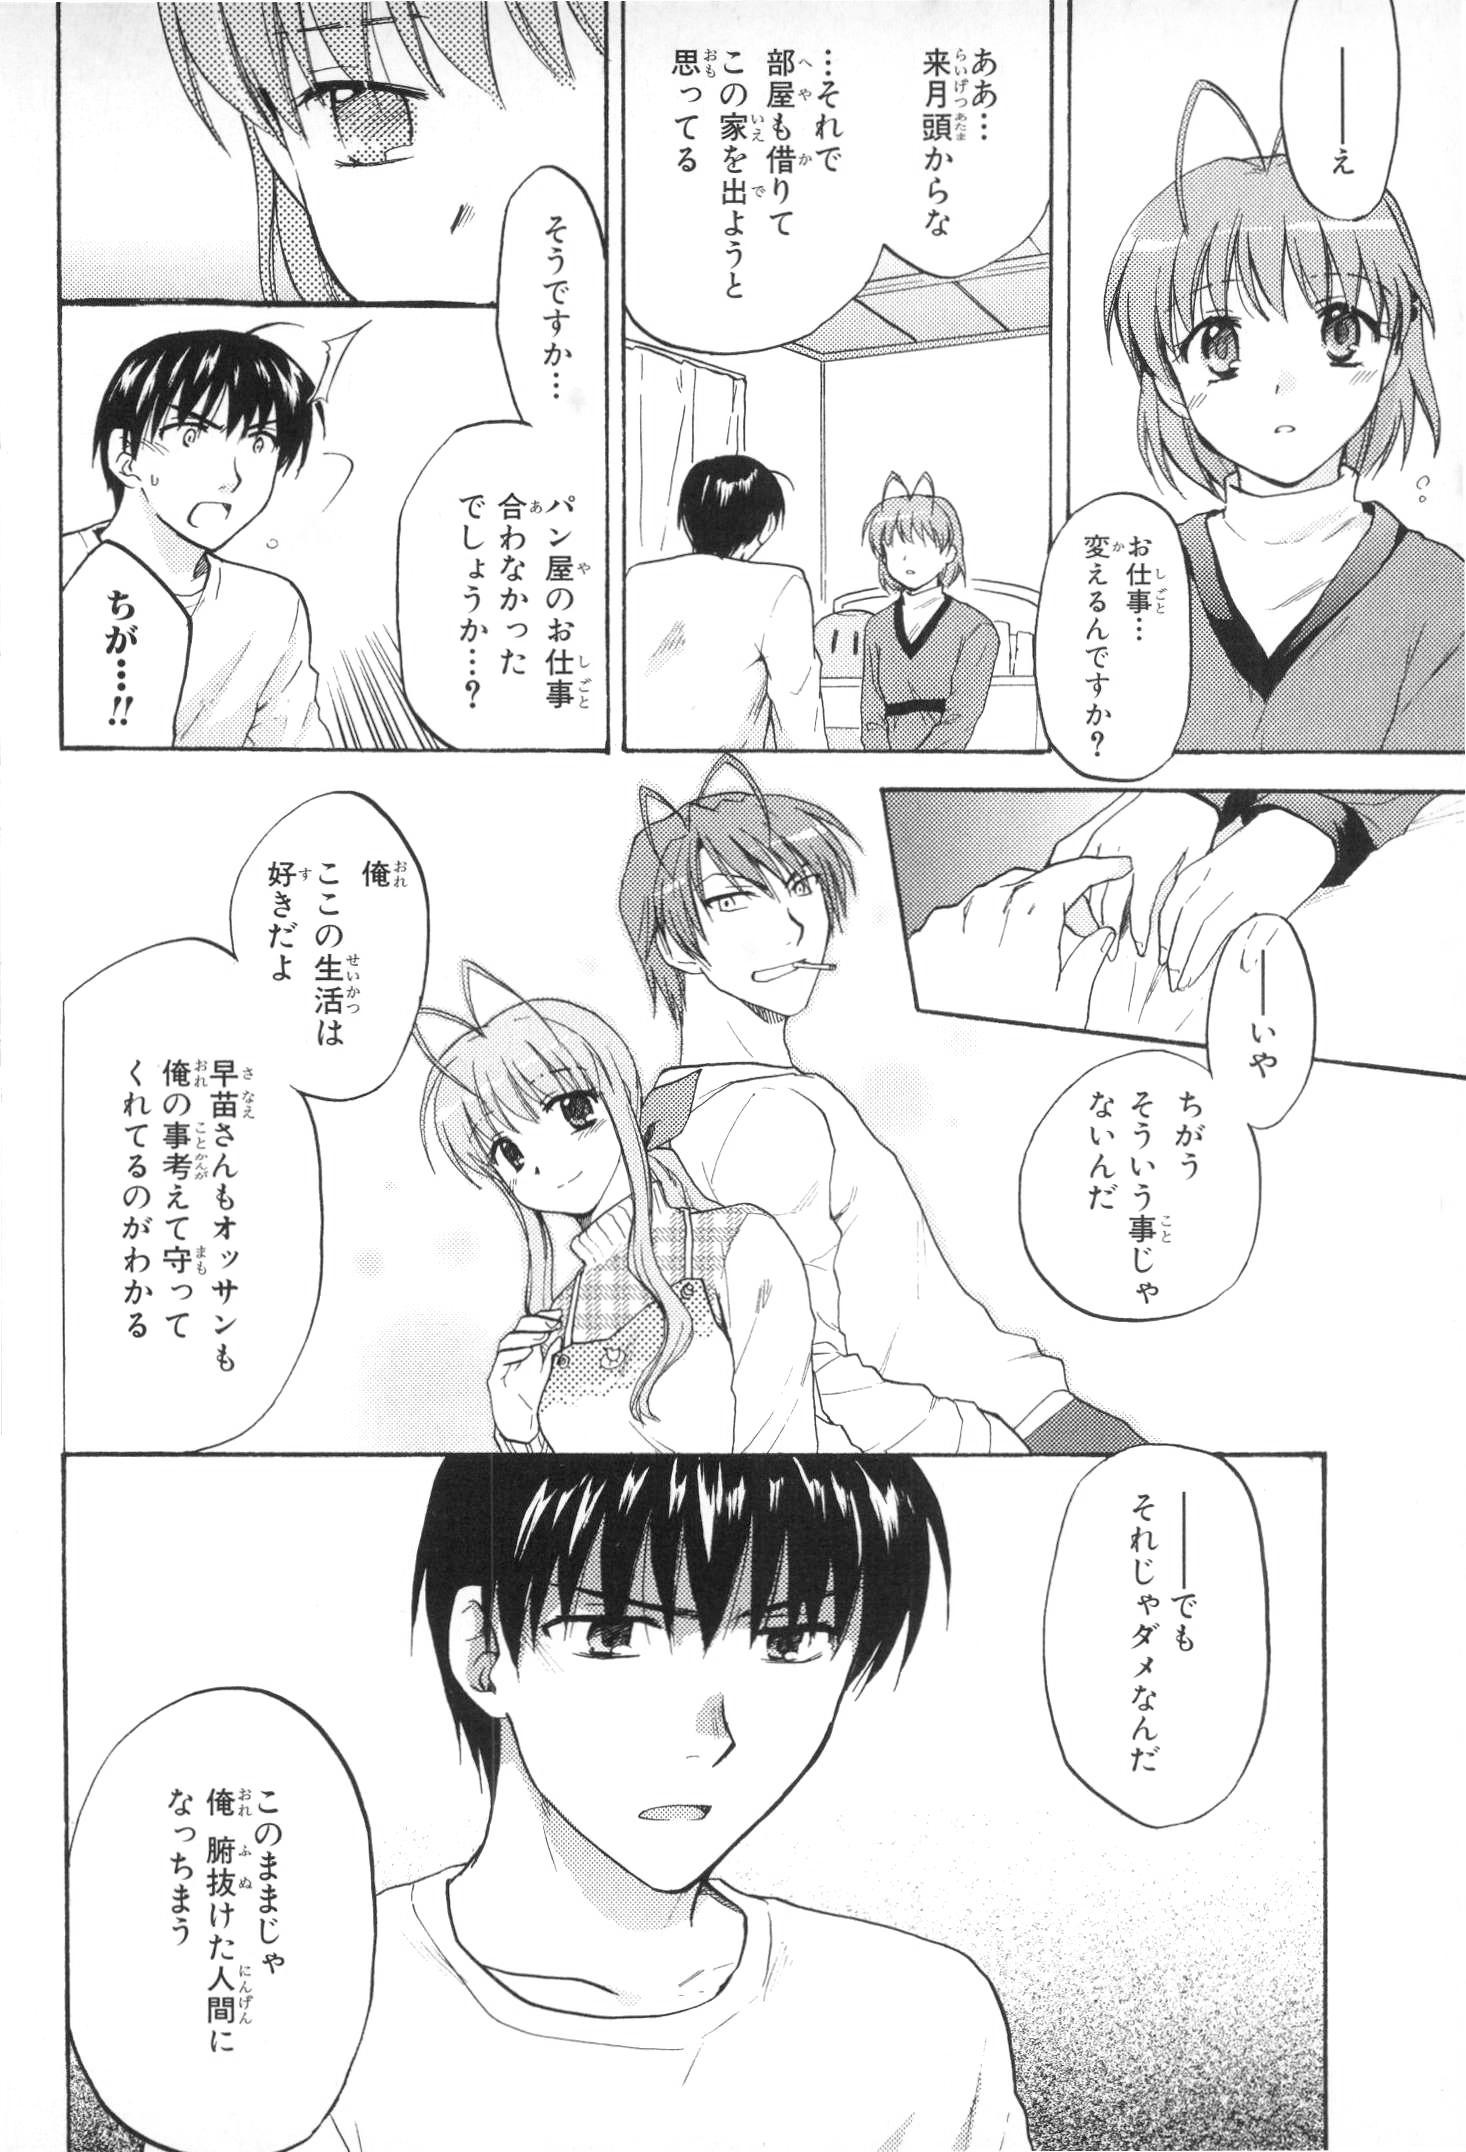 ――え
お仕事…
変えるんですか?
ああ…
来月頭からな
…それで
部屋も借りて
この家を出ようと
思ってる
そうですか…
パン屋のお仕事
合わなかった
でしょうか…?
ちが…!!
――いや
ちがう
そういう事じゃ
ないんだ
俺
ここの生活は
好きだよ
早苗さんもオッサンも
俺の事考えて守って
くれてるのがわかる
――でも
それじゃダメなんだ
このままじゃ
俺 腑抜けた人間に
なっちまう